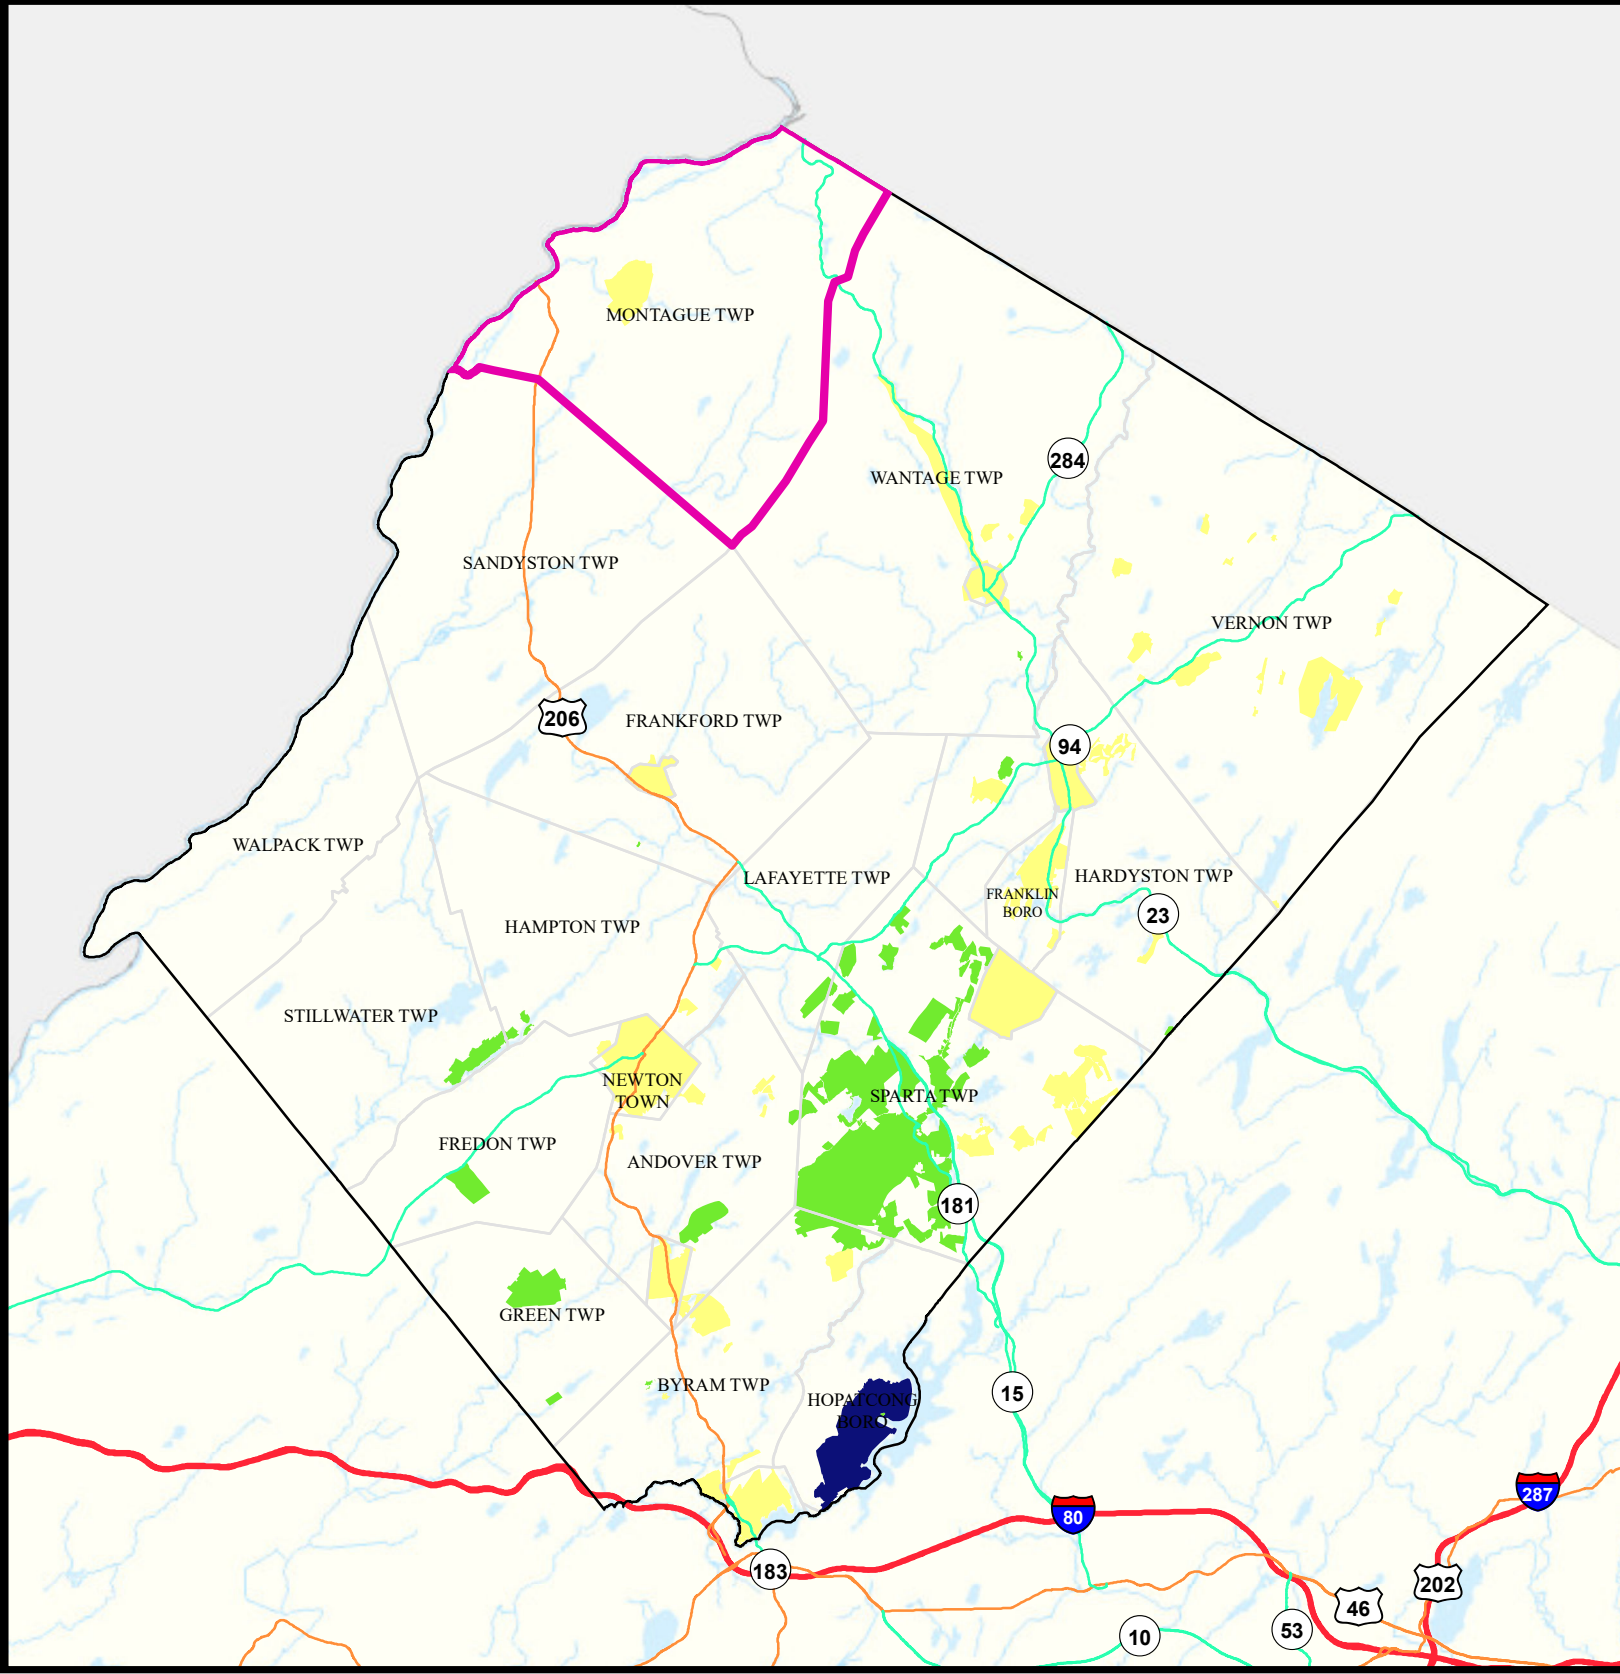 MONTAGUE TWP
284
WANTAGE TWP
SANDYSTON TWP
VERNON TWP
206
FRANKFORD TWP
94
WALPACK TWP
LAFAYETTE TWP
HARDYSTON TWP
FRANKLIN
BORO
23
HAMPTON TWP
STILLWATER TWP
NEWTON
TOWN
SPARTA TWP
FREDON TWP
ANDOVER TWP
181
GREEN TWP
BYRAM TWP
HOPATCONG
BORO
15
287
80
183
202
46
53
10